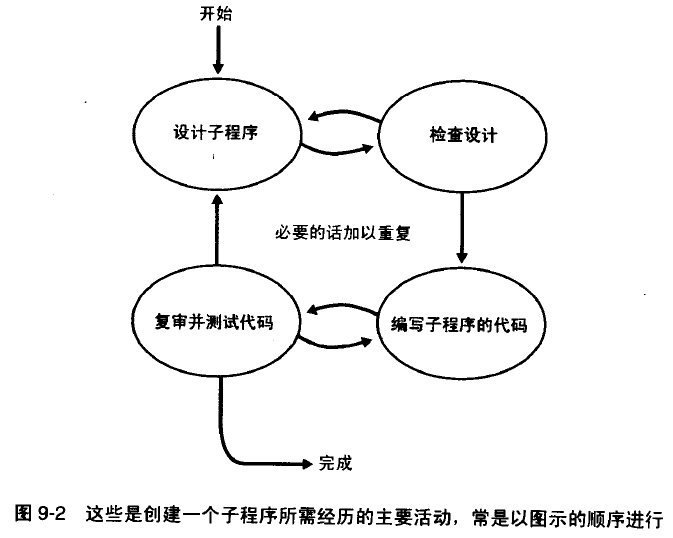 开始
设计子程序
检查设计
必要的话加以重复
复审并测试代码
编写子程序的代码
完成
图 9-2 这些是创建一个子程序所需经历的主要活动，常是以图示的顺序进行